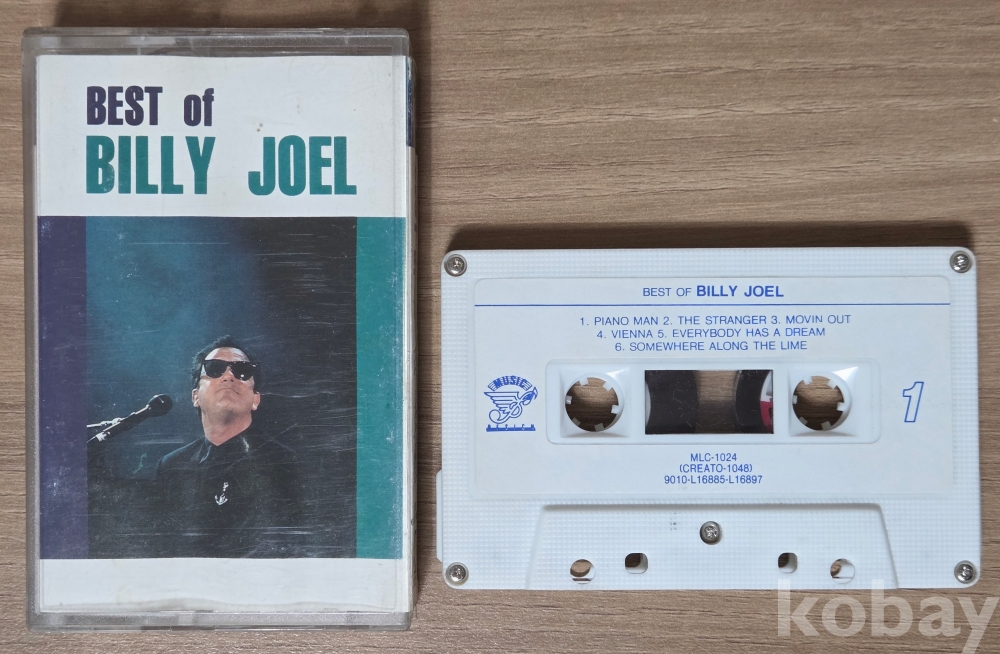 BEST of
BILLY JOEL
BEST OF BILLY JOEL
1. PIANO MAN 2. THE STRANGER 3. MOVIN OUT
4. VIENNA 5. EVERYBODY HAS A DREAM
6. SOMEWHERE ALONG THE LIME
MUSIC
1
MLC-1024
(CREATO-1048)
9010-L16885-L16897
kobay